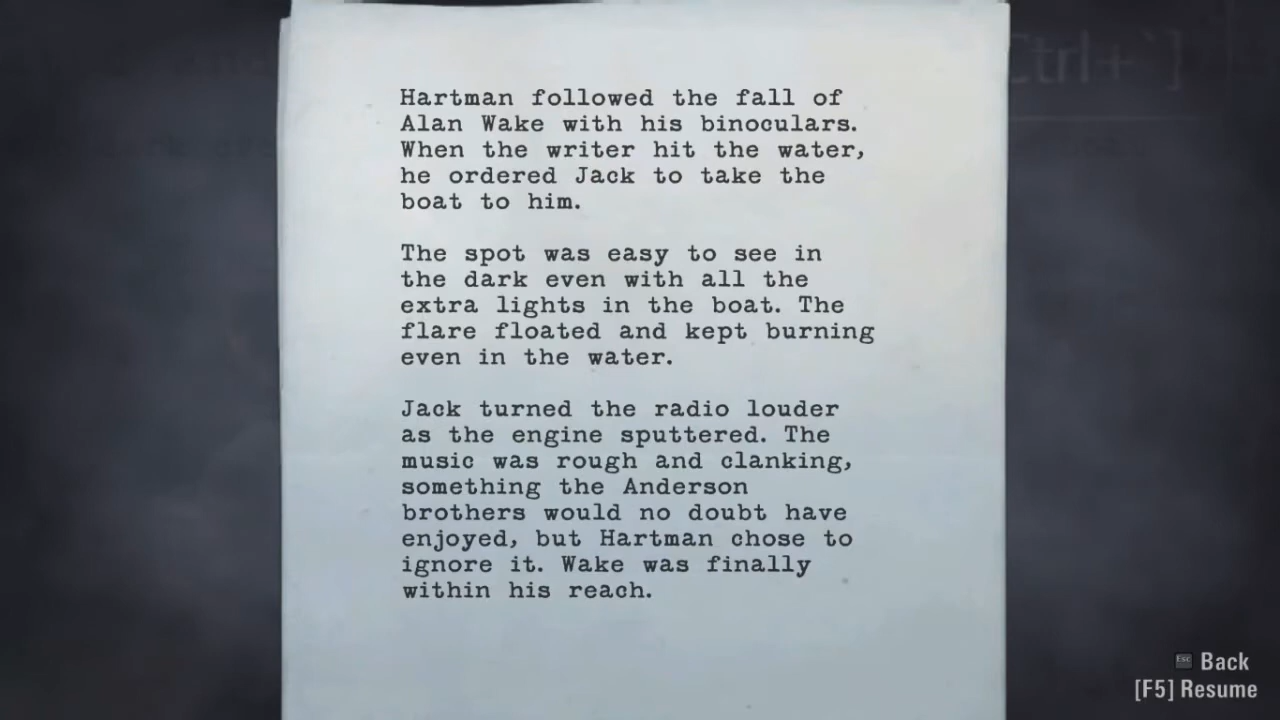 Ctrl+`]
Hartman followed the fall of
Alan Wake with his binoculars.
When the writer hit the water,
he ordered Jack to take the
boat to him.
The spot was easy to see in
the dark even with all the
extra lights in the boat. The
flare floated and kept burning
even in the water.
Jack turned the radio louder
as the engine sputtered. The
music was rough and clanking,
something the Anderson
brothers would no doubt have
enjoyed, but Hartman chose to
ignore it. Wake was finally
within his reach.
Esc Back
[F5] Resume